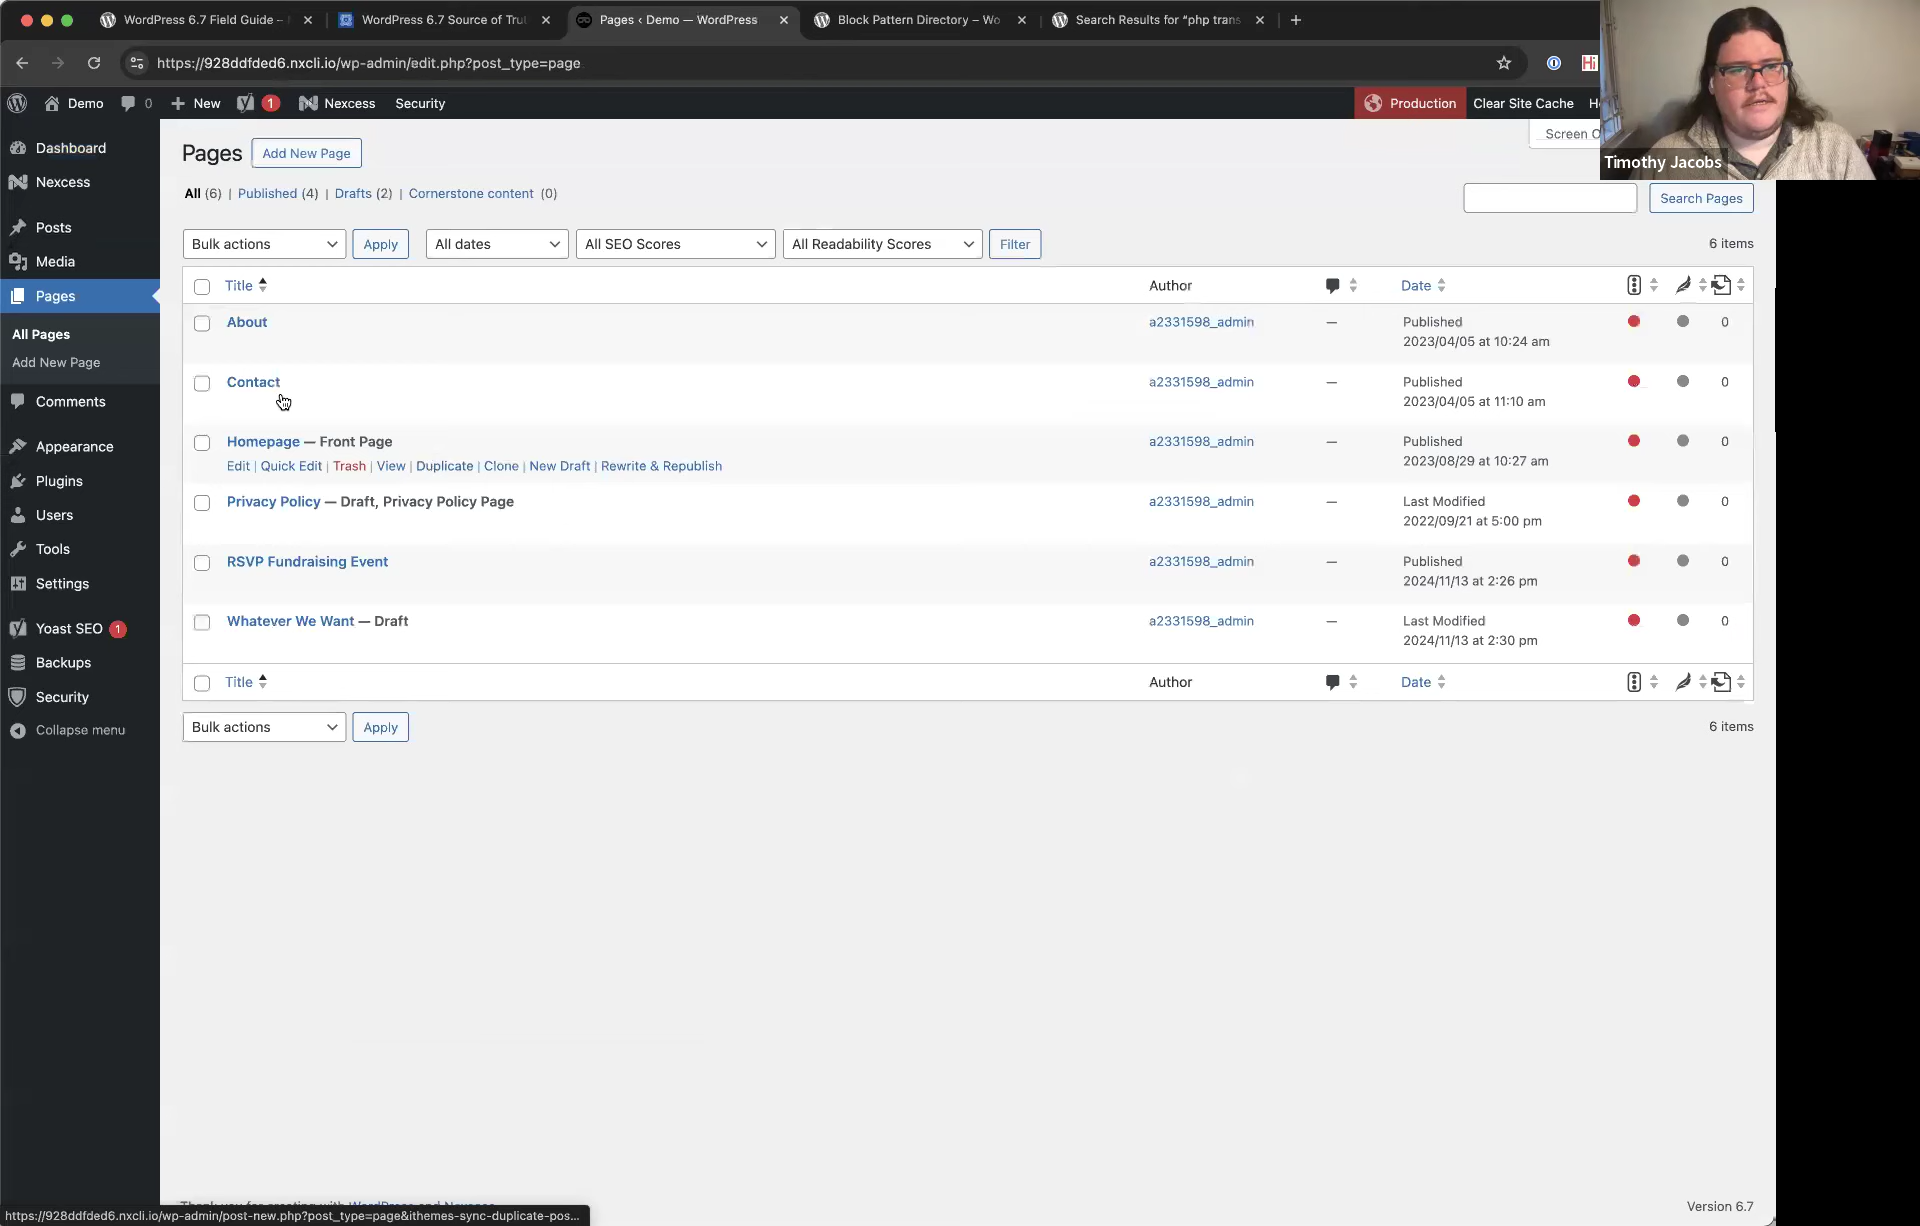 WordPress 6.7 Field Guide –
WordPress 6.7 Source of Trut
Pages ‹ Demo — WordPress
Block Pattern Directory – Wo
Search Results for “php trans
https://928ddfded6.nxcli.io/wp-admin/edit.php?post_type=page
Demo
0
New
1
Nexcess
Security
Production
Clear Site Cache
Timothy Jacobs
Dashboard
Nexcess
Posts
Media
Pages
All Pages
Add New Page
Comments
Appearance
Plugins
Users
Tools
Settings
Yoast SEO 1
Backups
Security
Collapse menu
Pages
Add New Page
Screen O
All (6) | Published (4) | Drafts (2) | Cornerstone content (0)
Search Pages
Bulk actions
Apply
All dates
All SEO Scores
All Readability Scores
Filter
6 items
Title
Author
Date
About
a2331598_admin
—
Published
2023/04/05 at 10:24 am
0
Contact
a2331598_admin
—
Published
2023/04/05 at 11:10 am
0
Homepage — Front Page
Edit | Quick Edit | Trash | View | Duplicate | Clone | New Draft | Rewrite & Republish
a2331598_admin
—
Published
2023/08/29 at 10:27 am
0
Privacy Policy — Draft, Privacy Policy Page
a2331598_admin
—
Last Modified
2022/09/21 at 5:00 pm
0
RSVP Fundraising Event
a2331598_admin
—
Published
2024/11/13 at 2:26 pm
0
Whatever We Want — Draft
a2331598_admin
—
Last Modified
2024/11/13 at 2:30 pm
0
Title
Author
Date
Bulk actions
Apply
6 items
Version 6.7
https://928ddfded6.nxcli.io/wp-admin/post-new.php?post_type=page&ithemes-sync-duplicate-pos...